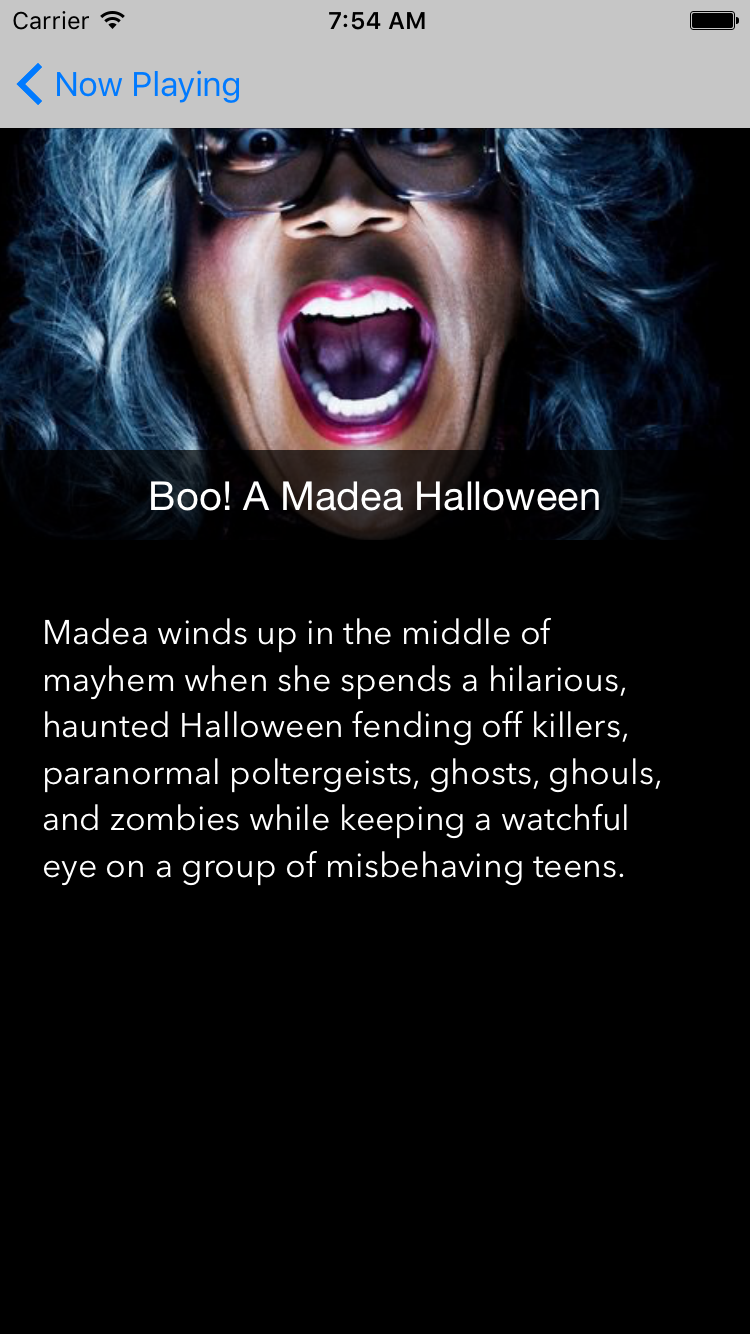 Carrier 7:54 AM
Now Playing
Boo! A Madea Halloween
Madea winds up in the middle of
mayhem when she spends a hilarious,
haunted Halloween fending off killers,
paranormal poltergeists, ghosts, ghouls,
and zombies while keeping a watchful
eye on a group of misbehaving teens.